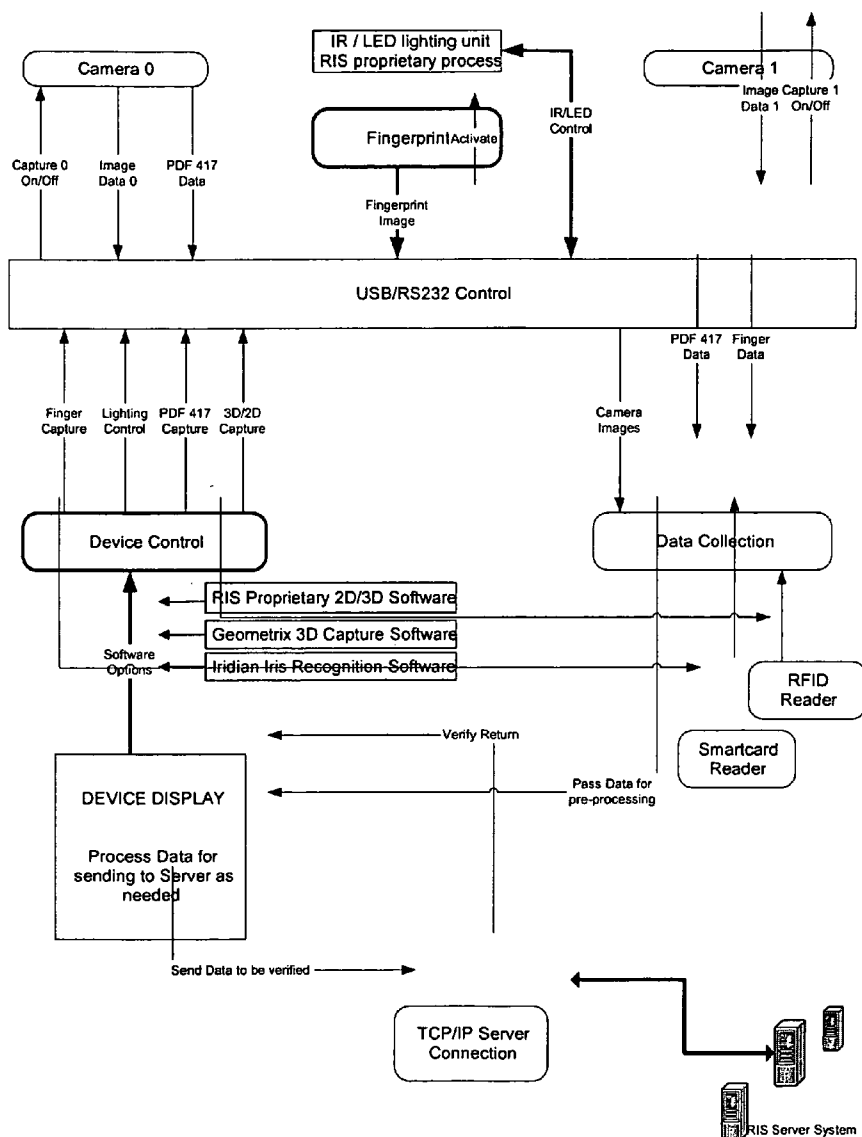 IR / LED lighting unit
RIS proprietary process
Camera 0
Camera 1
Image
Data 1
Capture 1
On/Off
IR/LED
Control
Fingerprint
Activate
Capture 0
On/Off
Image
Data 0
PDF 417
Data
Fingerprint
Image
USB/RS232 Control
PDF 417
Data
Finger
Data
Finger
Capture
Lighting
Control
PDF 417
Capture
3D/2D
Capture
Camera
Images
Device Control
Data Collection
RIS Proprietary 2D/3D Software
Geometrix 3D Capture Software
Iridian Iris Recognition Software
Software
Options
RFID
Reader
Smartcard
Reader
Verify Return
Pass Data for
pre-processing
DEVICE DISPLAY
Process Data for
sending to Server as
needed
Send Data to be verified
TCP/IP Server
Connection
RIS Server System